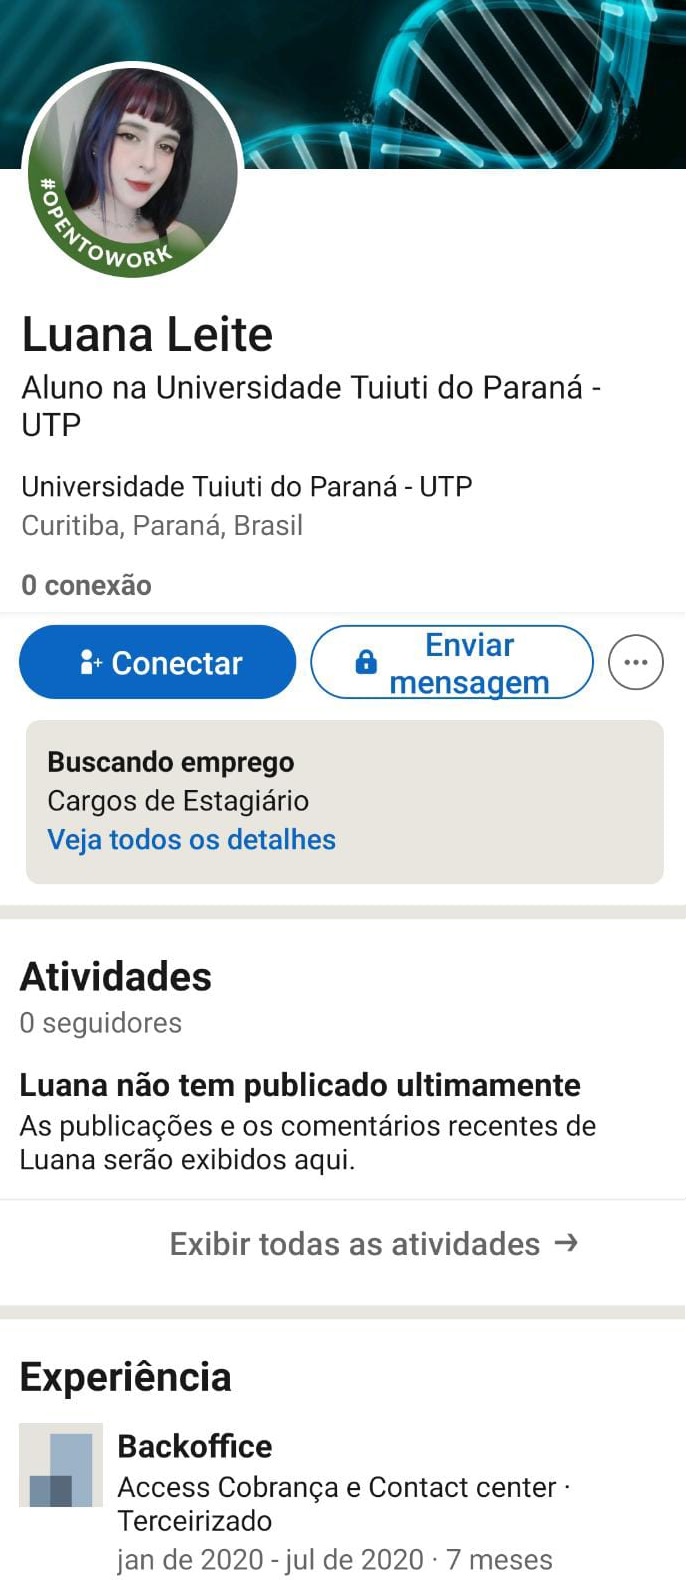 #OPENTOWORK
Luana Leite
Aluno na Universidade Tuiuti do Paraná -
UTP
Universidade Tuiuti do Paraná - UTP
Curitiba, Paraná, Brasil
0 conexão
Conectar
Enviar
mensagem
Buscando emprego
Cargos de Estagiário
Veja todos os detalhes
Atividades
0 seguidores
Luana não tem publicado ultimamente
As publicações e os comentários recentes de
Luana serão exibidos aqui.
Exibir todas as atividades →
Experiência
Backoffice
Access Cobrança e Contact center ·
Terceirizado
jan de 2020 - jul de 2020 · 7 meses